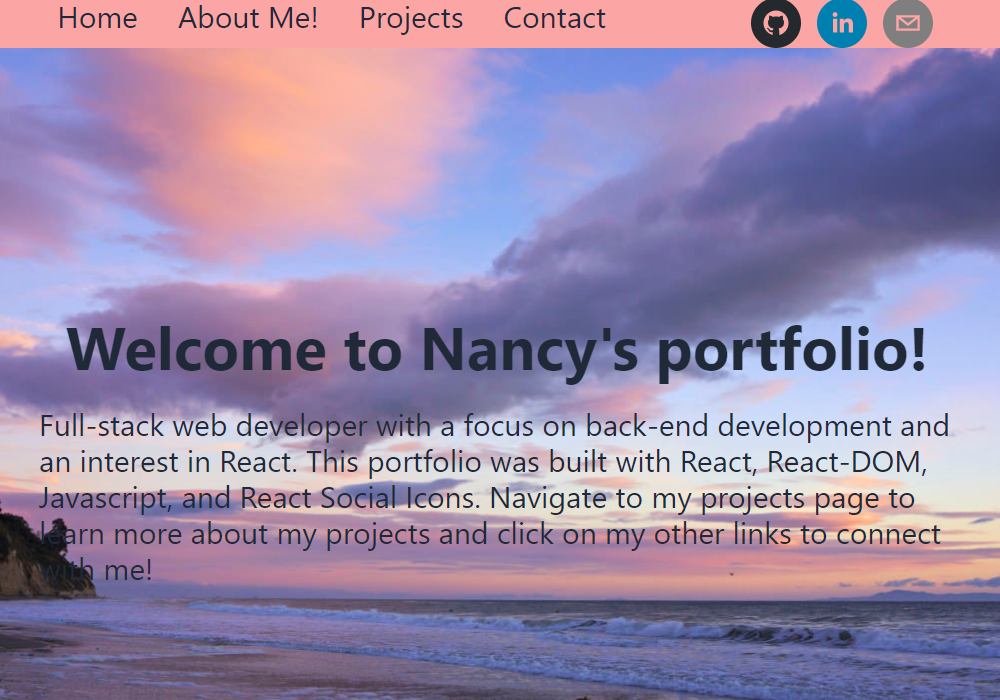 Home About Me! Projects Contact
in
Welcome to Nancy's portfolio!
Full-stack web developer with a focus on back-end development and
an interest in React. This portfolio was built with React, React-DOM,
Javascript, and React Social Icons. Navigate to my projects page to
learn more about my projects and click on my other links to connect
with me!